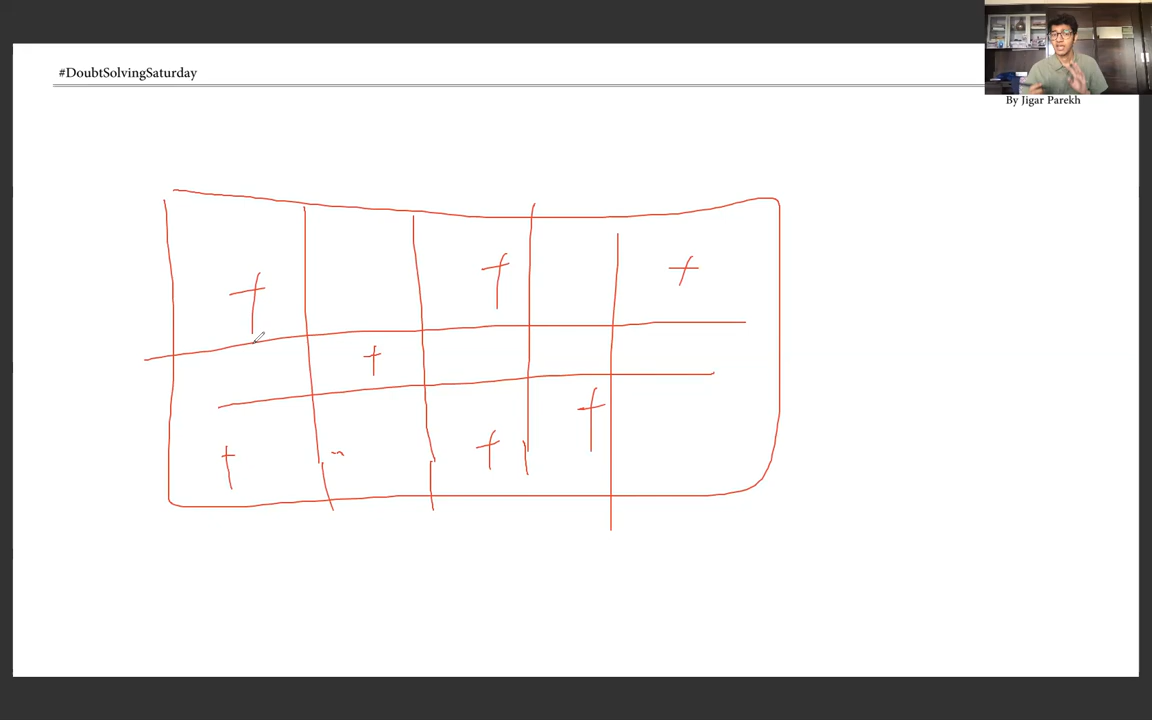 #DoubtSolvingSaturday
By Jigar Parekh
+ + +
+
+ + +